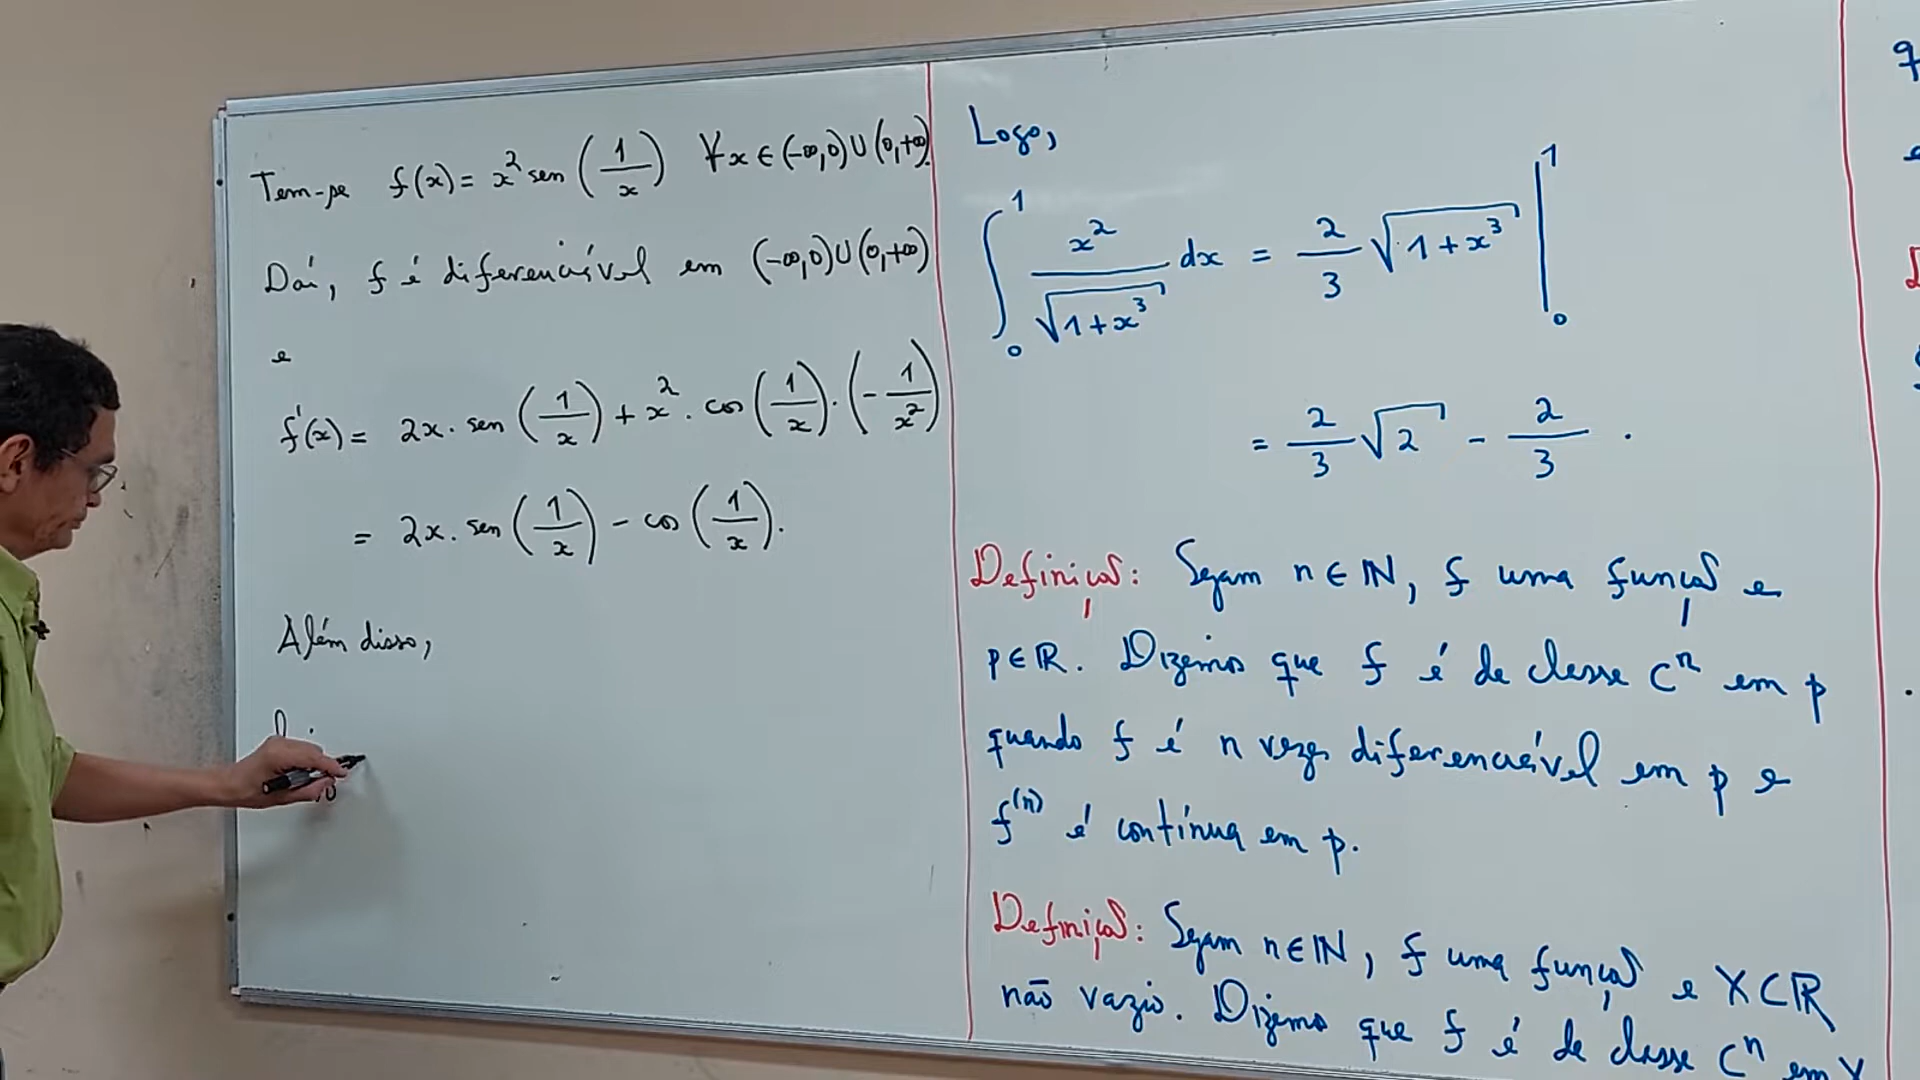 Tem-se f(x) = x² sen (1/x) ∀x ∈ (-∞,0)∪(0,+∞).
Daí, f é diferenciável em (-∞,0)∪(0,+∞)
e
f'(x) = 2x. sen (1/x) + x². cos (1/x). (-1/x²)
= 2x. sen (1/x) - cos (1/x).
Além disso,
Logo,
∫₀¹ x²/√(1+x³) dx = 2/3 √(1+x³) |₀¹
= 2/3 √2 - 2/3 .
Definição: Sejam n ∈ ℕ, f uma função e
p ∈ ℝ. Dizemos que f é de classe Cⁿ em p
quando f é n vezes diferenciável em p e
f⁽ⁿ⁾ é contínua em p.
Definição: Sejam n ∈ ℕ, f uma função e X ⊂ ℝ
não vazio. Dizemos que f é de classe Cⁿ em X